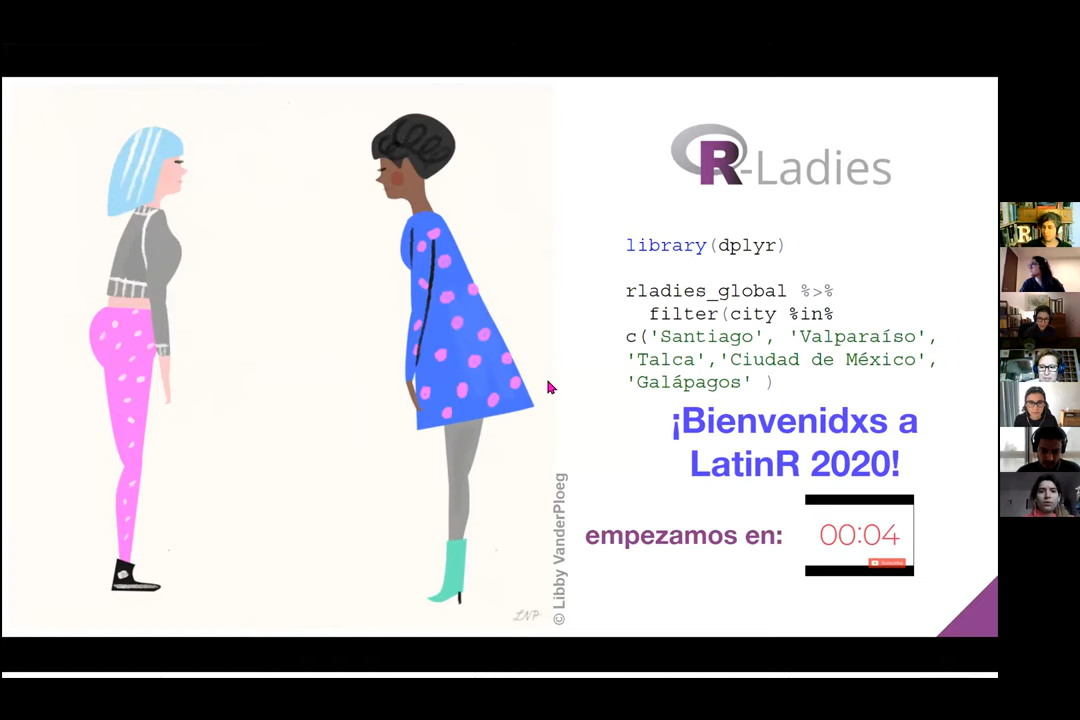 R-Ladies
library(dplyr)
rladies_global %>%
filter(city %in%
c('Santiago', 'Valparaíso',
'Talca','Ciudad de México',
'Galápagos' )
¡Bienvenidxs a
LatinR 2020!
empezamos en:
00:04
© Libby VanderPloeg
LNP
R